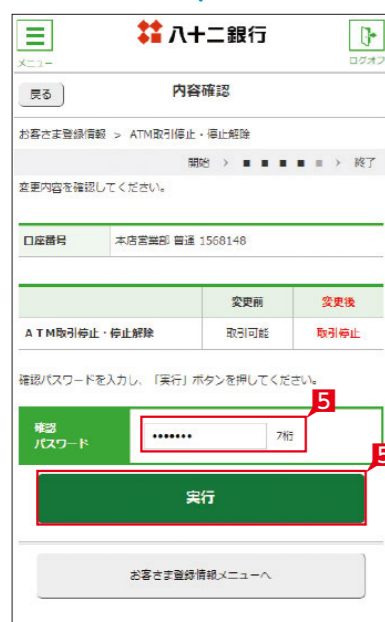 八十二銀行
メニュー
ログオフ
戻る
内容確認
お客さま登録情報 > ATM取引停止・停止解除
開始 > ■ ■ ■ ■ ■ > 終了
変更内容を確認してください。
口座番号 本店営業部 普通 1568148
変更前 変更後
ATM取引停止・停止解除 取引可能 取引停止
確認パスワードを入力し、「実行」ボタンを押してください。
5
確認
パスワード ••••••• 7桁
5
実行
お客さま登録情報メニューへ